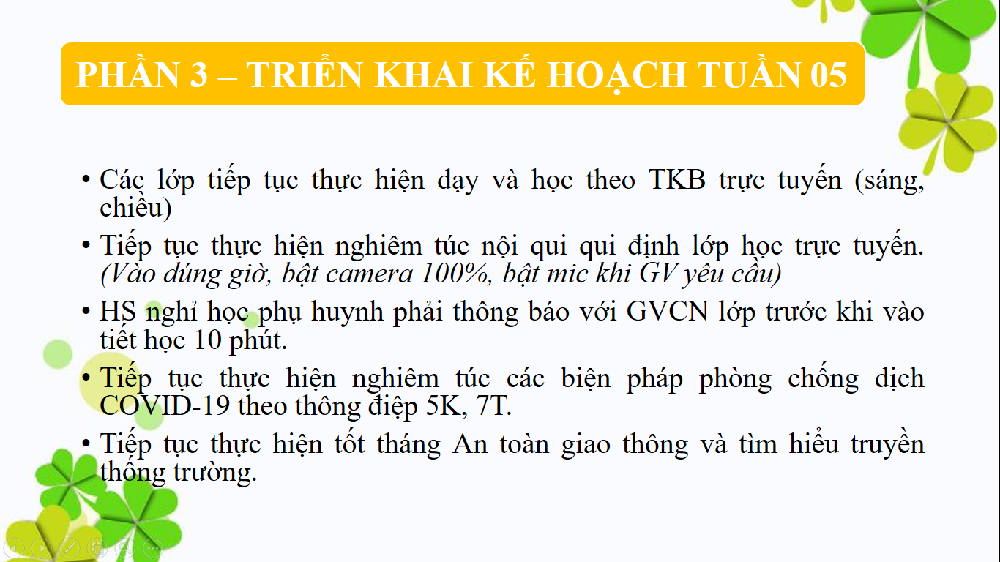 PHẦN 3 – TRIỂN KHAI KẾ HOẠCH TUẦN 05
• Các lớp tiếp tục thực hiện dạy và học theo TKB trực tuyến (sáng,
chiều)
• Tiếp tục thực hiện nghiêm túc nội qui qui định lớp học trực tuyến.
(Vào đúng giờ, bật camera 100%, bật mic khi GV yêu cầu)
• HS nghỉ học phụ huynh phải thông báo với GVCN lớp trước khi vào
tiết học 10 phút.
• Tiếp tục thực hiện nghiêm túc các biện pháp phòng chống dịch
COVID-19 theo thông điệp 5K, 7T.
• Tiếp tục thực hiện tốt tháng An toàn giao thông và tìm hiểu truyền
thống trường.